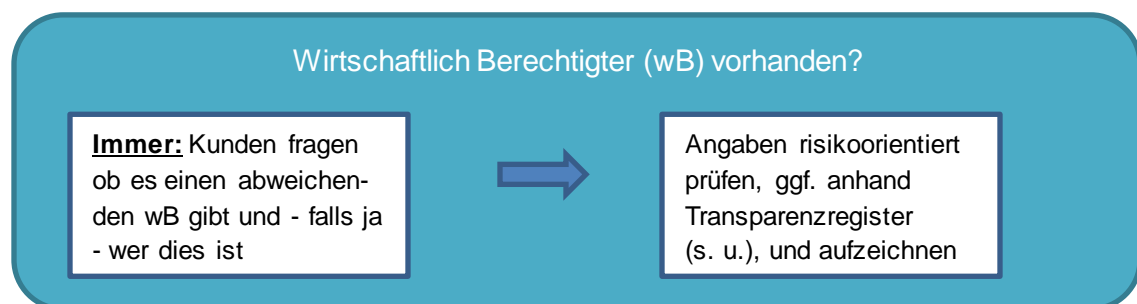 Wirtschaftlich Berechtigter (wB) vorhanden?
Immer: Kunden fragen
ob es einen abweichen-
den wB gibt und - falls ja
- wer dies ist
Angaben risikoorientiert
prüfen, ggf. anhand
Transparenzregister
(s. u.), und aufzeichnen